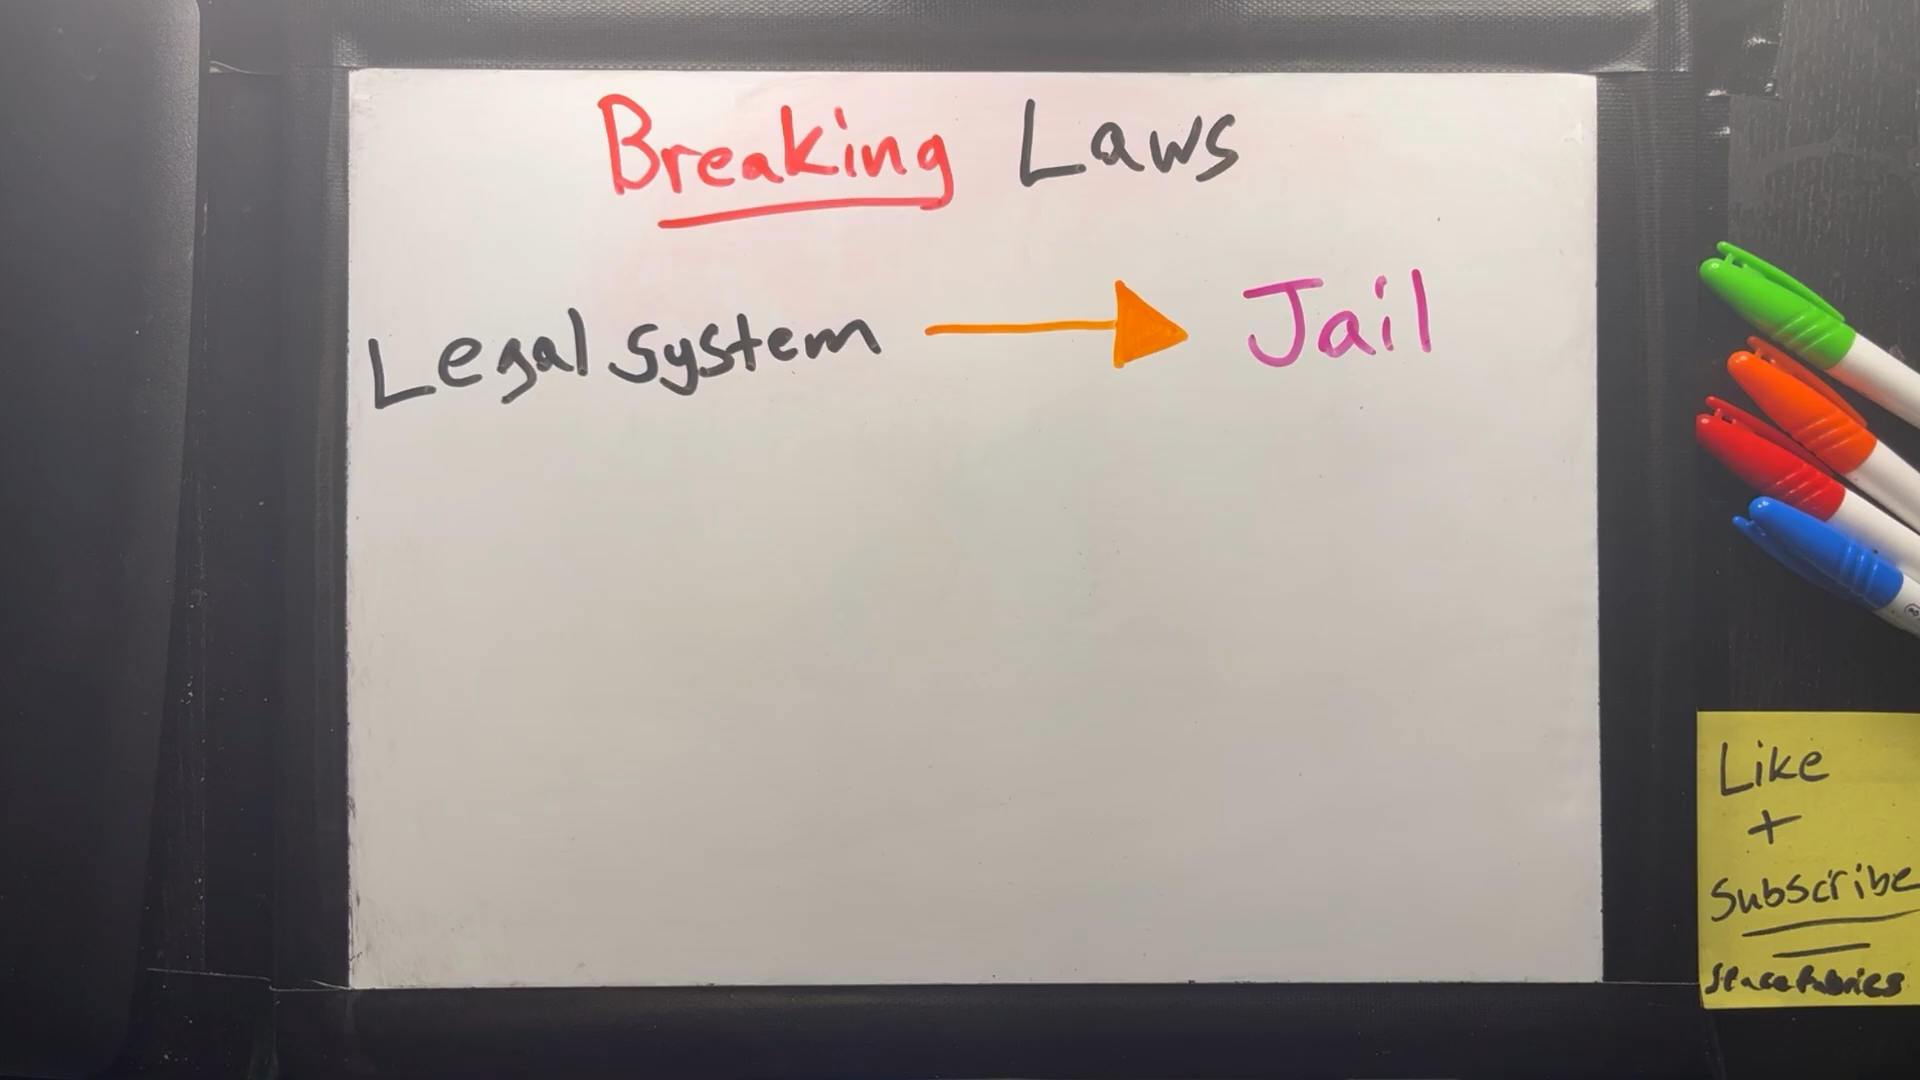 Breaking Laws
Legal system → Jail
Like
+
Subscribe